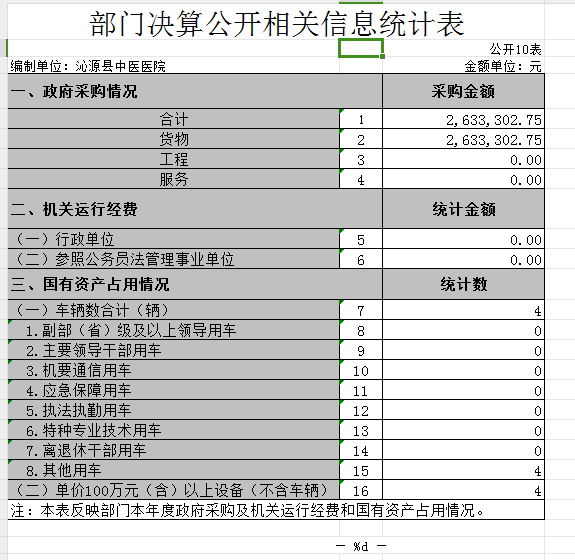 部门决算公开相关信息统计表
公开10表
编制单位：沁源县中医医院 金额单位：元
一、政府采购情况 采购金额
合计 1 2,633,302.75
货物 2 2,633,302.75
工程 3 0.00
服务 4 0.00
二、机关运行经费 统计金额
（一）行政单位 5 0.00
（二）参照公务员法管理事业单位 6 0.00
三、国有资产占用情况 统计数
（一）车辆数合计（辆） 7 4
1.副部（省）级及以上领导用车 8 0
2.主要领导干部用车 9 0
3.机要通信用车 10 0
4.应急保障用车 11 0
5.执法执勤用车 12 0
6.特种专业技术用车 13 0
7.离退休干部用车 14 0
8.其他用车 15 4
（二）单价100万元（含）以上设备（不含车辆） 16 4
注：本表反映部门本年度政府采购及机关运行经费和国有资产占用情况。
— %d —